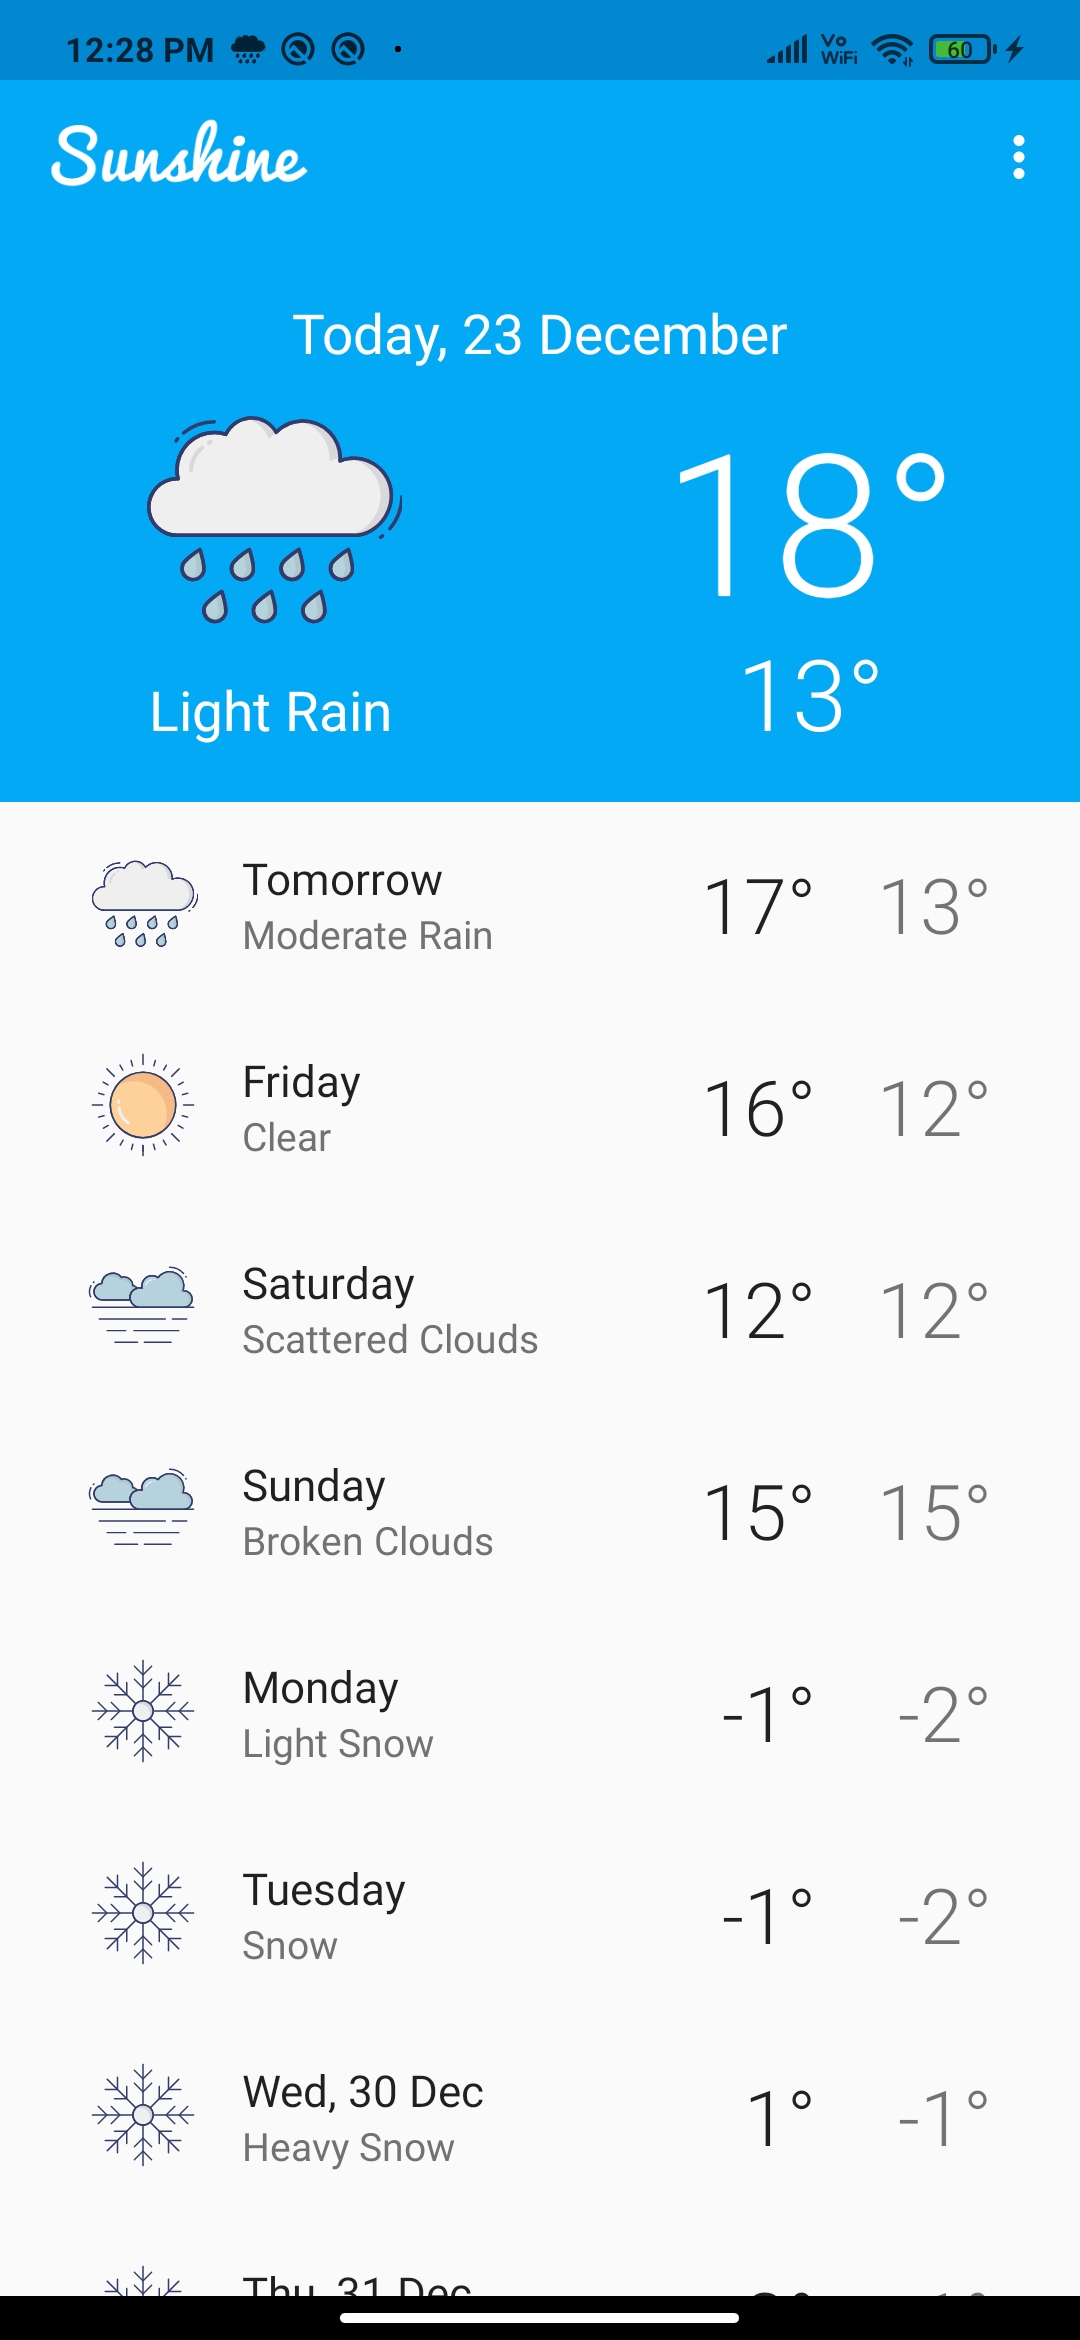 12:28 PM
Vo
WiFi
60
Sunshine
Today, 23 December
18°
13°
Light Rain
Tomorrow
Moderate Rain
17° 13°
Friday
Clear
16° 12°
Saturday
Scattered Clouds
12° 12°
Sunday
Broken Clouds
15° 15°
Monday
Light Snow
-1° -2°
Tuesday
Snow
-1° -2°
Wed, 30 Dec
Heavy Snow
1° -1°
Thu, 31 Dec